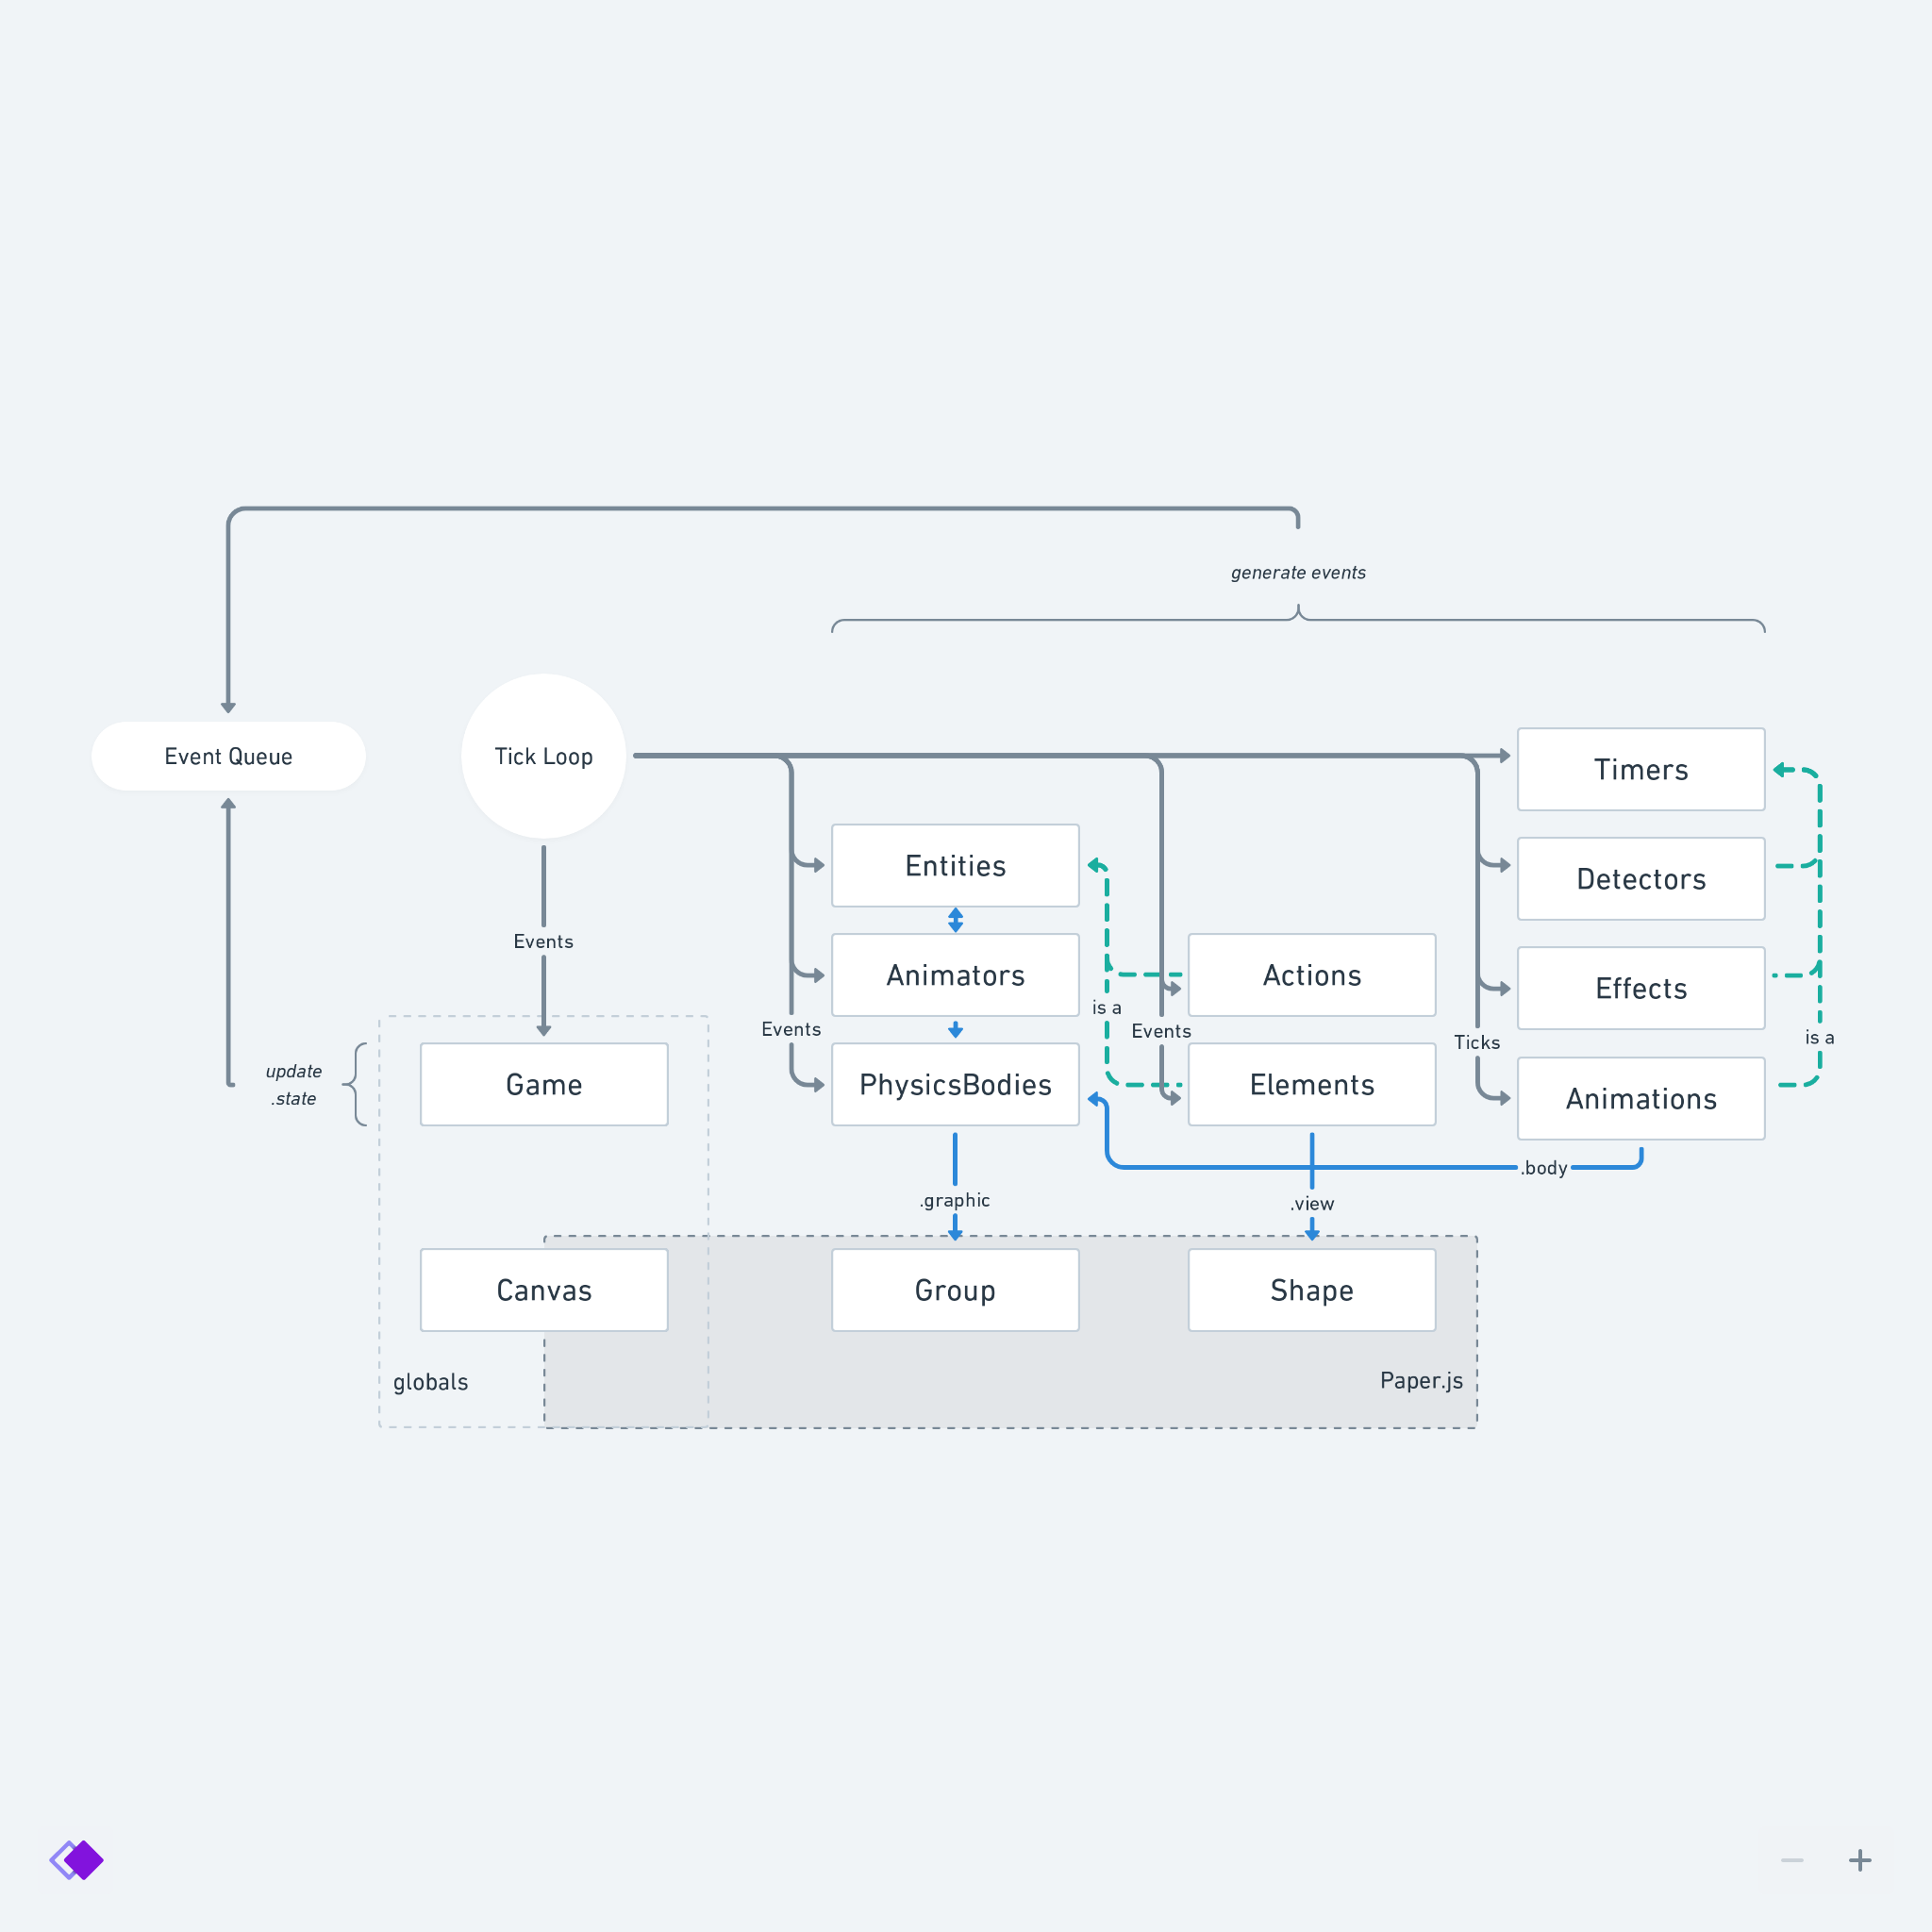 generate events
Event Queue
Tick Loop
Timers
Entities
Detectors
Events
Animators
Actions
Effects
is a
Events
Events
Ticks
is a
update
.state
Game
PhysicsBodies
Elements
Animations
.body
.graphic
.view
Canvas
Group
Shape
globals
Paper.js